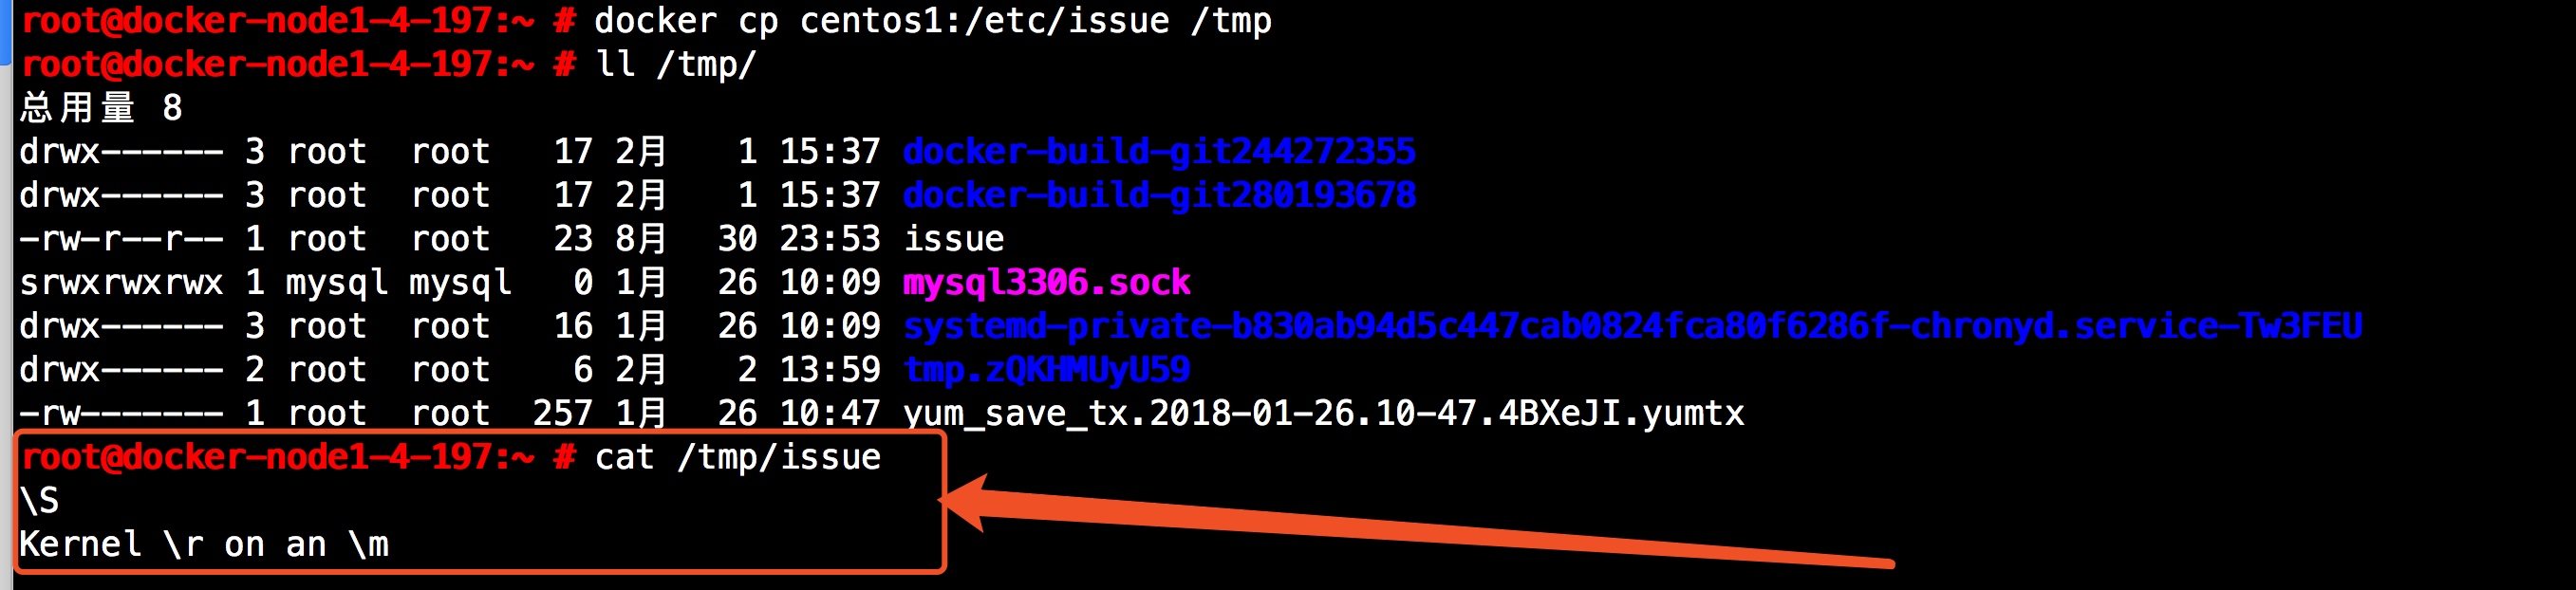 root@docker-node1-4-197:~ # docker cp centos1:/etc/issue /tmp
root@docker-node1-4-197:~ # ll /tmp/
总用量 8
drwx------ 3 root  root   17 2月   1 15:37 docker-build-git244272355
drwx------ 3 root  root   17 2月   1 15:37 docker-build-git280193678
-rw-r--r-- 1 root  root   23 8月  30 23:53 issue
srwxrwxrwx 1 mysql mysql   0 1月  26 10:09 mysql3306.sock
drwx------ 3 root  root   16 1月  26 10:09 systemd-private-b830ab94d5c447cab0824fca80f6286f-chronyd.service-Tw3FEU
drwx------ 2 root  root    6 2月   2 13:59 tmp.zQKHMUyU59
-rw------- 1 root  root  257 1月  26 10:47 yum_save_tx.2018-01-26.10-47.4BXeJI.yumtx
root@docker-node1-4-197:~ # cat /tmp/issue
\S
Kernel \r on an \m